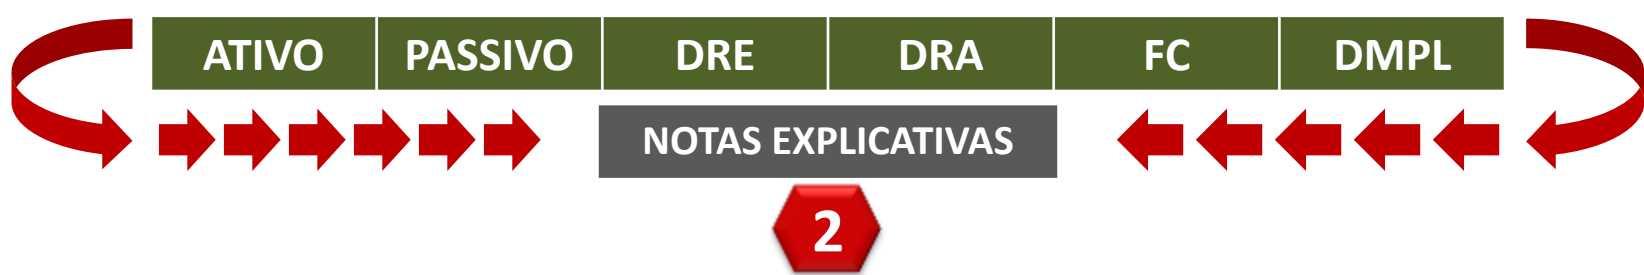 ATIVO PASSIVO DRE DRA FC DMPL
NOTAS EXPLICATIVAS
2